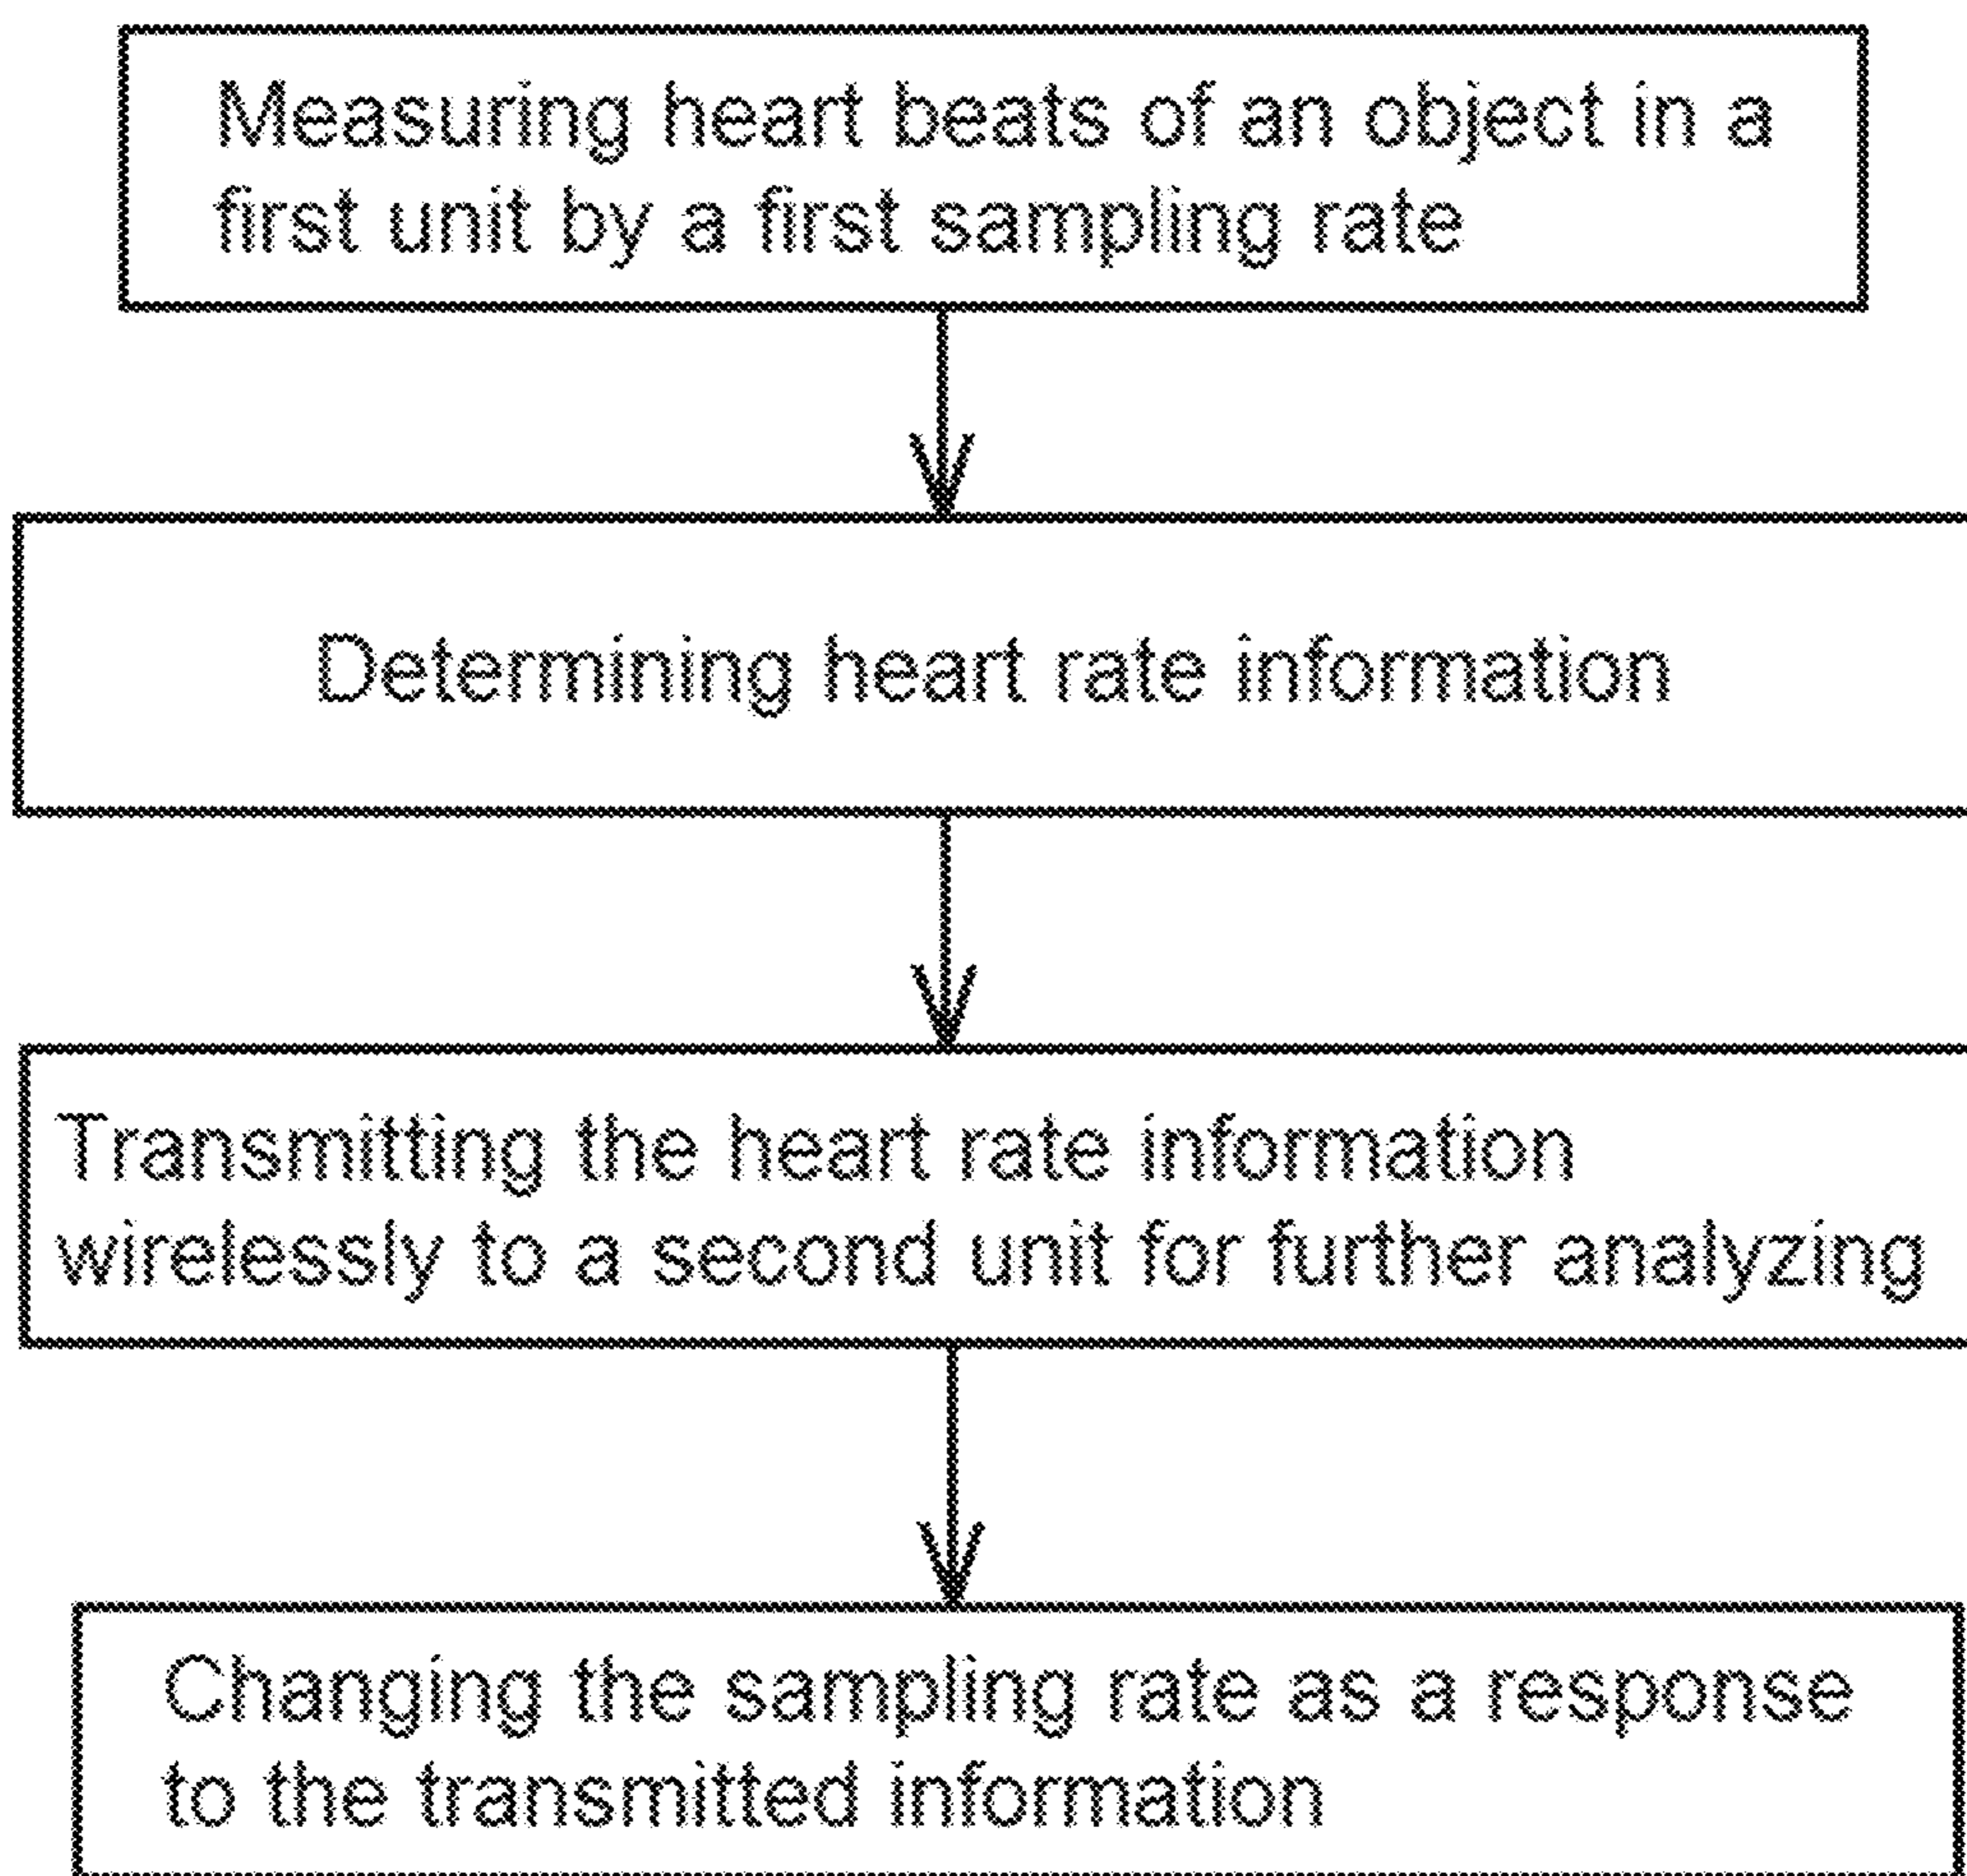 Measuring heart beats of an object in a
first unit by a first sampling rate
Determining heart rate information
Transmitting the heart rate information
wirelessly to a second unit for further analyzing
Changing the sampling rate as a response
to the transmitted information